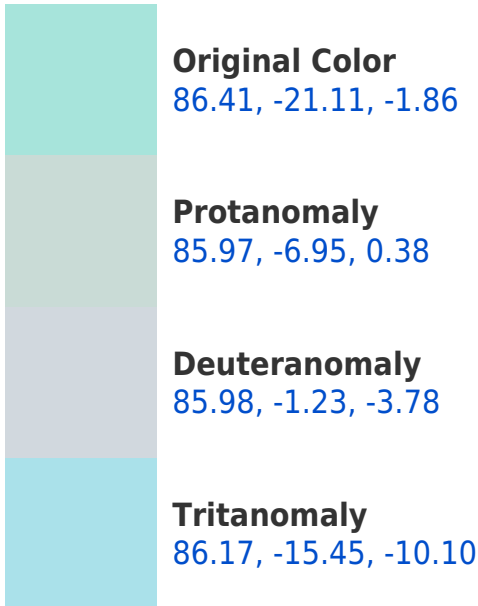 Original Color
86.41, -21.11, -1.86
Protanomaly
85.97, -6.95, 0.38
Deuteranomaly
85.98, -1.23, -3.78
Tritanomaly
86.17, -15.45, -10.10